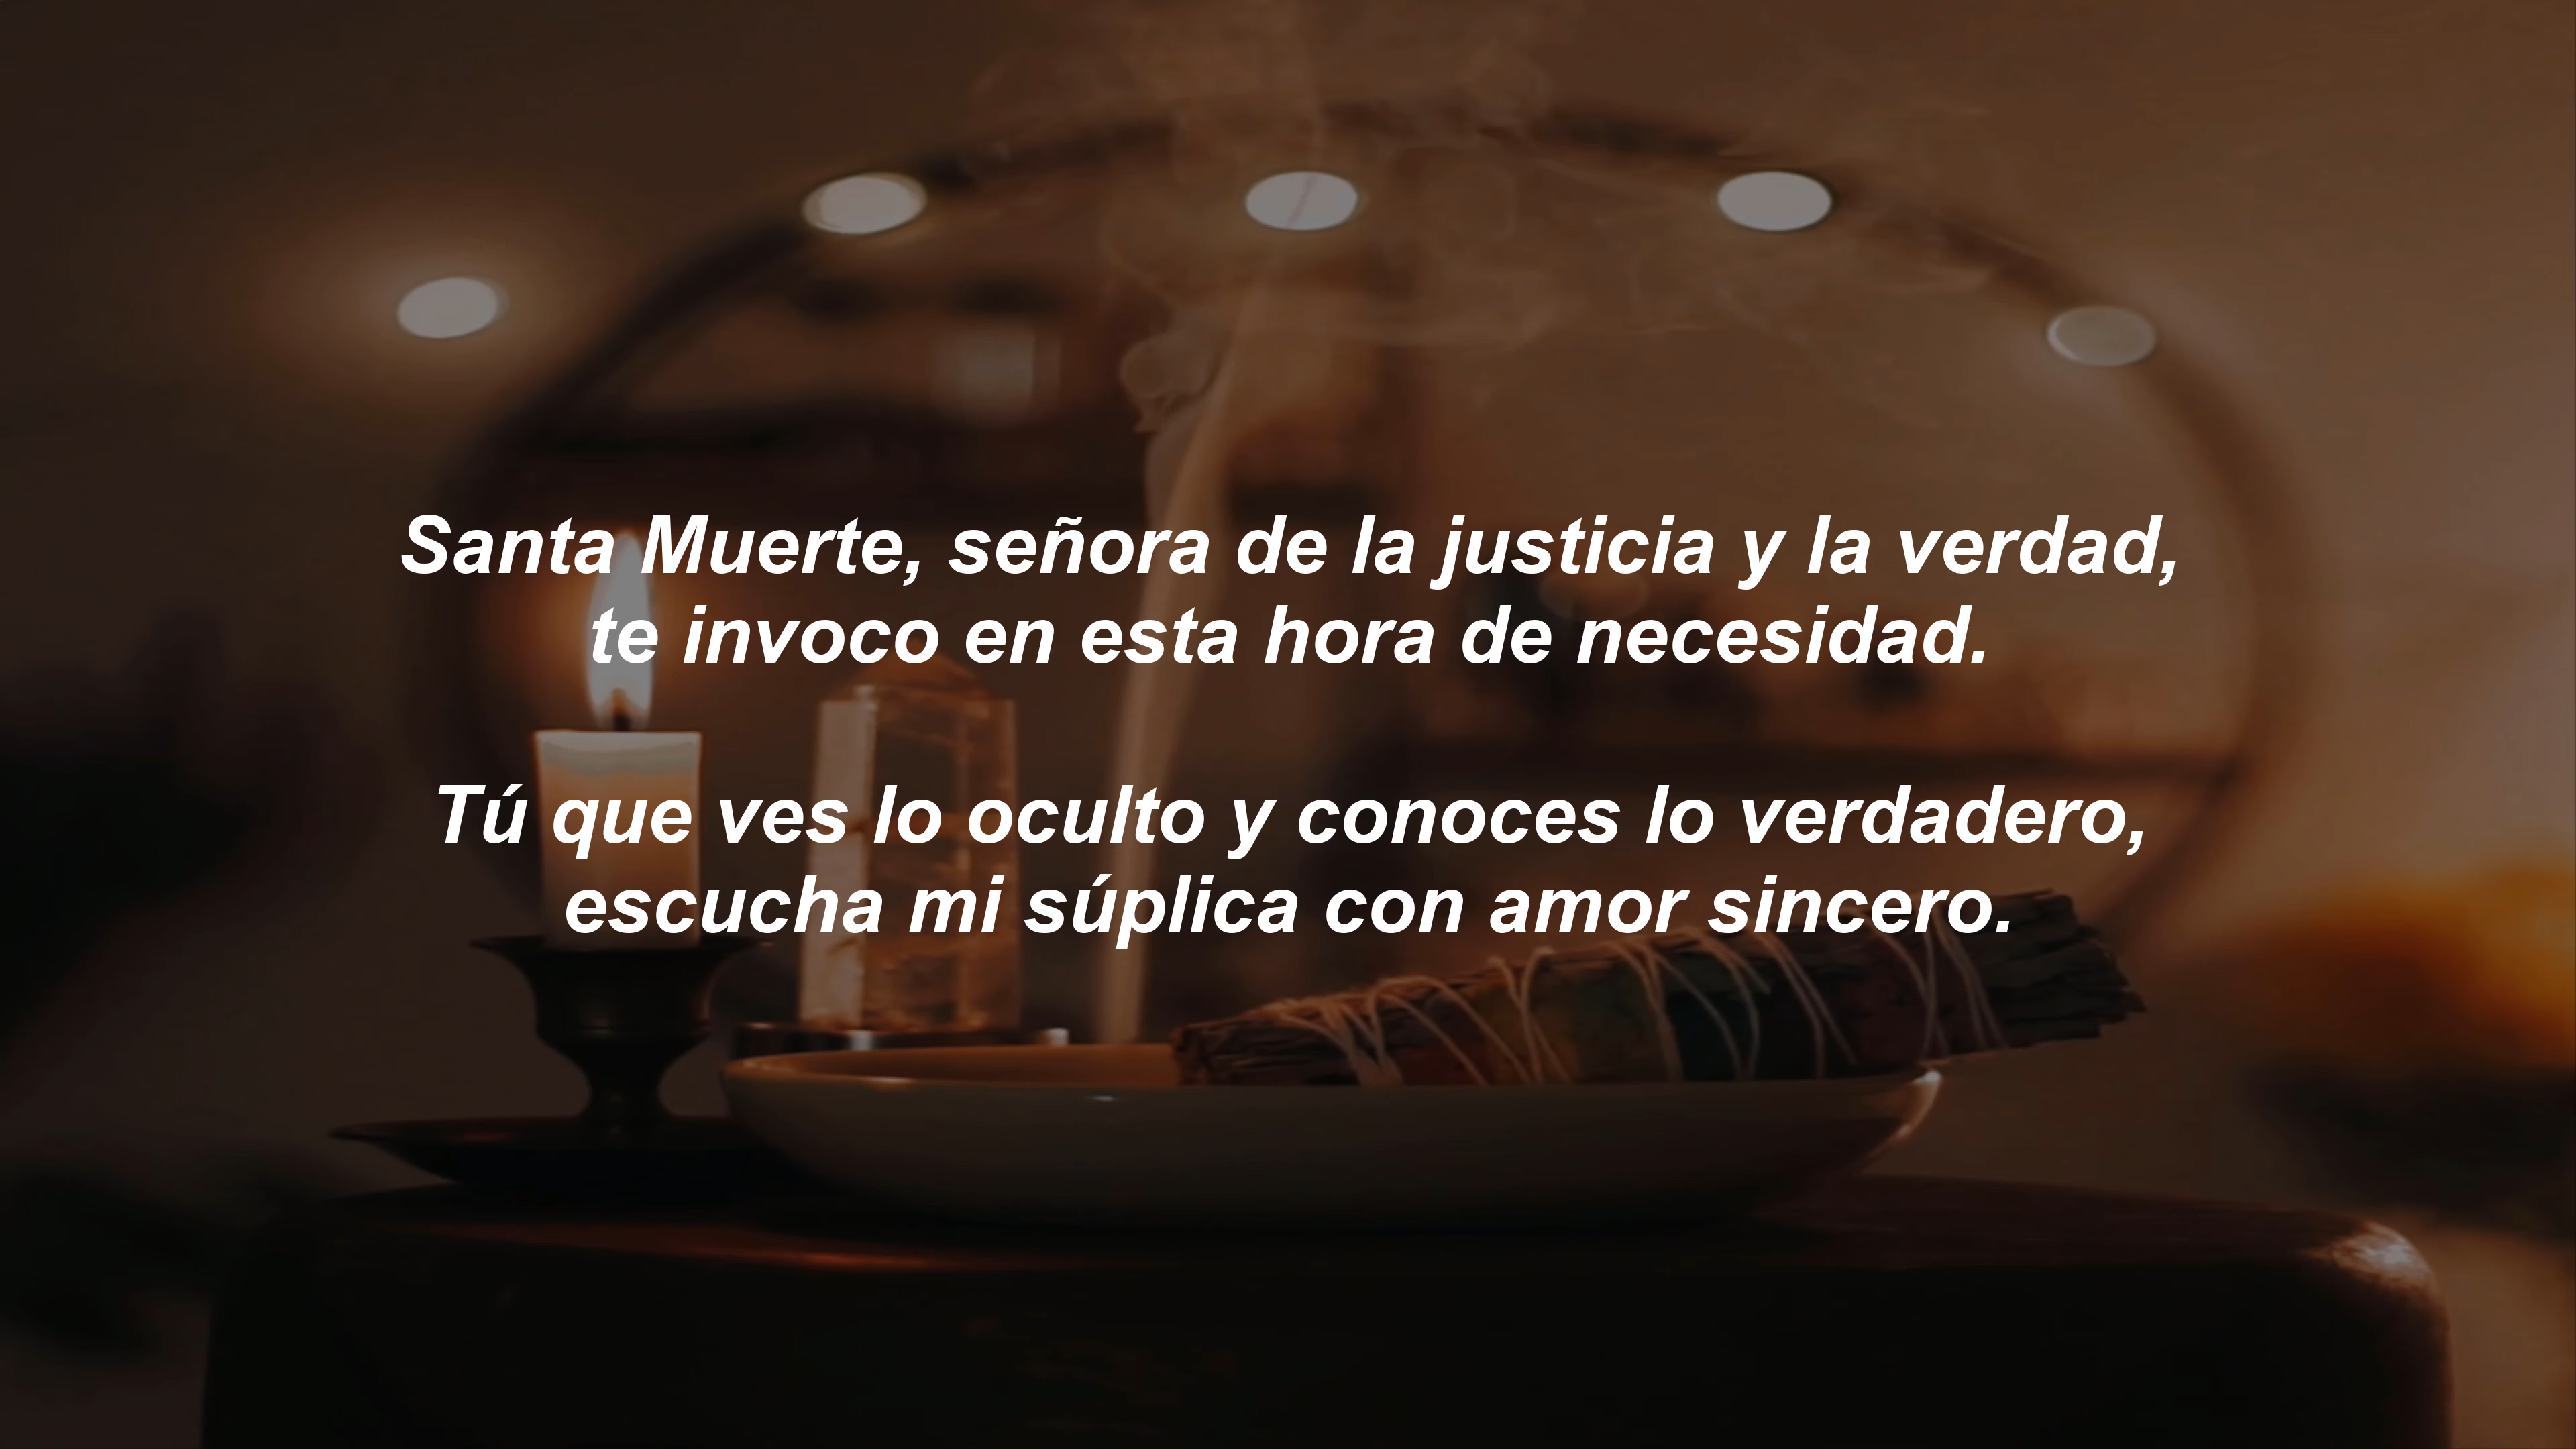 Santa Muerte, señora de la justicia y la verdad,
te invoco en esta hora de necesidad.
Tú que ves lo oculto y conoces lo verdadero,
escucha mi súplica con amor sincero.